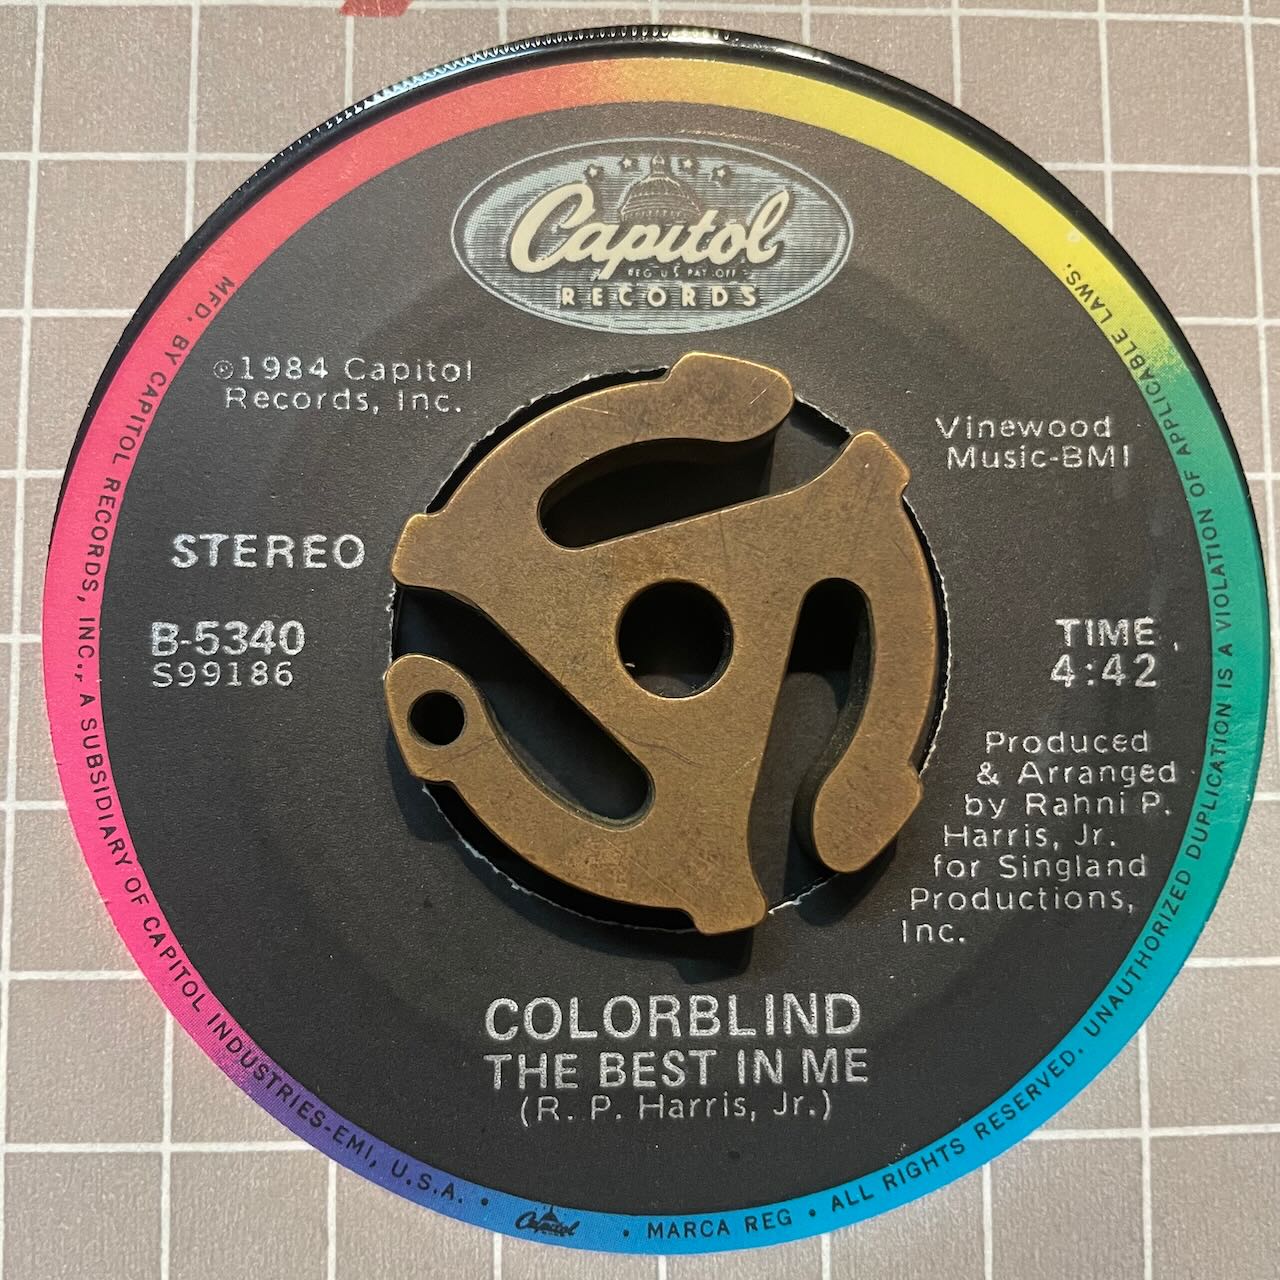 Capitol
REG. U.S. PAT. OFF.
RECORDS
℗1984 Capitol
Records, Inc.
Vinewood
Music-BMI
STEREO
B-5340
S99186
TIME
4:42
Produced
& Arranged
by Rahni P.
Harris, Jr.
for Singland
Productions,
Inc.
COLORBLIND
THE BEST IN ME
(R. P. Harris, Jr.)
MFD. BY CAPITOL RECORDS, INC., A SUBSIDIARY OF CAPITOL INDUSTRIES-EMI, U.S.A. • Capitol • MARCA REG • ALL RIGHTS RESERVED. UNAUTHORIZED DUPLICATION IS A VIOLATION OF APPLICABLE LAWS.